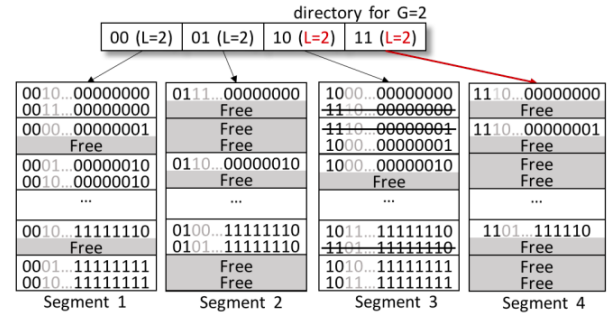 directory for G=2
00 (L=2) 01 (L=2) 10 (L=2) 11 (L=2)
0010...00000000
0011...00000000
0000...00000001
Free
0001...00000010
0010...00000010
...
0010...11111110
Free
0001...11111111
0010...11111111
Segment 1
0111...00000000
Free
Free
Free
0110...00000010
Free
...
0100...11111110
0101...11111110
Free
Free
Segment 2
1000...00000000
1110...00000000
1110...00000001
1000...00000001
1000...00000010
Free
...
1011...11111110
1101...11111110
1010...11111111
1011...11111111
Segment 3
1110...00000000
Free
1110...00000001
Free
Free
Free
...
1101...111110
Free
Free
Free
Segment 4